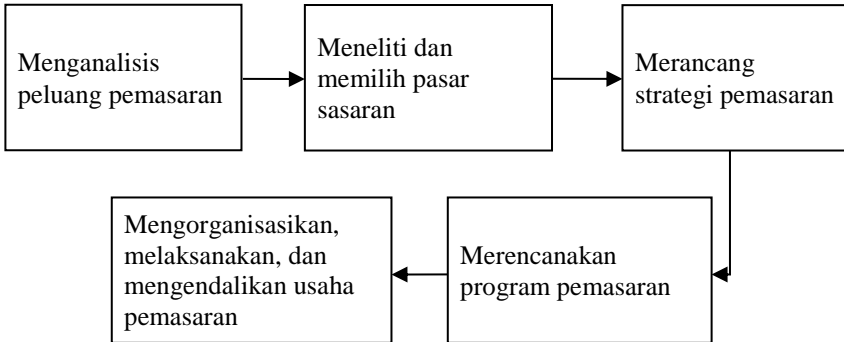 Menganalisis
peluang pemasaran
Meneliti dan
memilih pasar
sasaran
Merancang
strategi pemasaran
Merencanakan
program pemasaran
Mengorganisasikan,
melaksanakan, dan
mengendalikan usaha
pemasaran